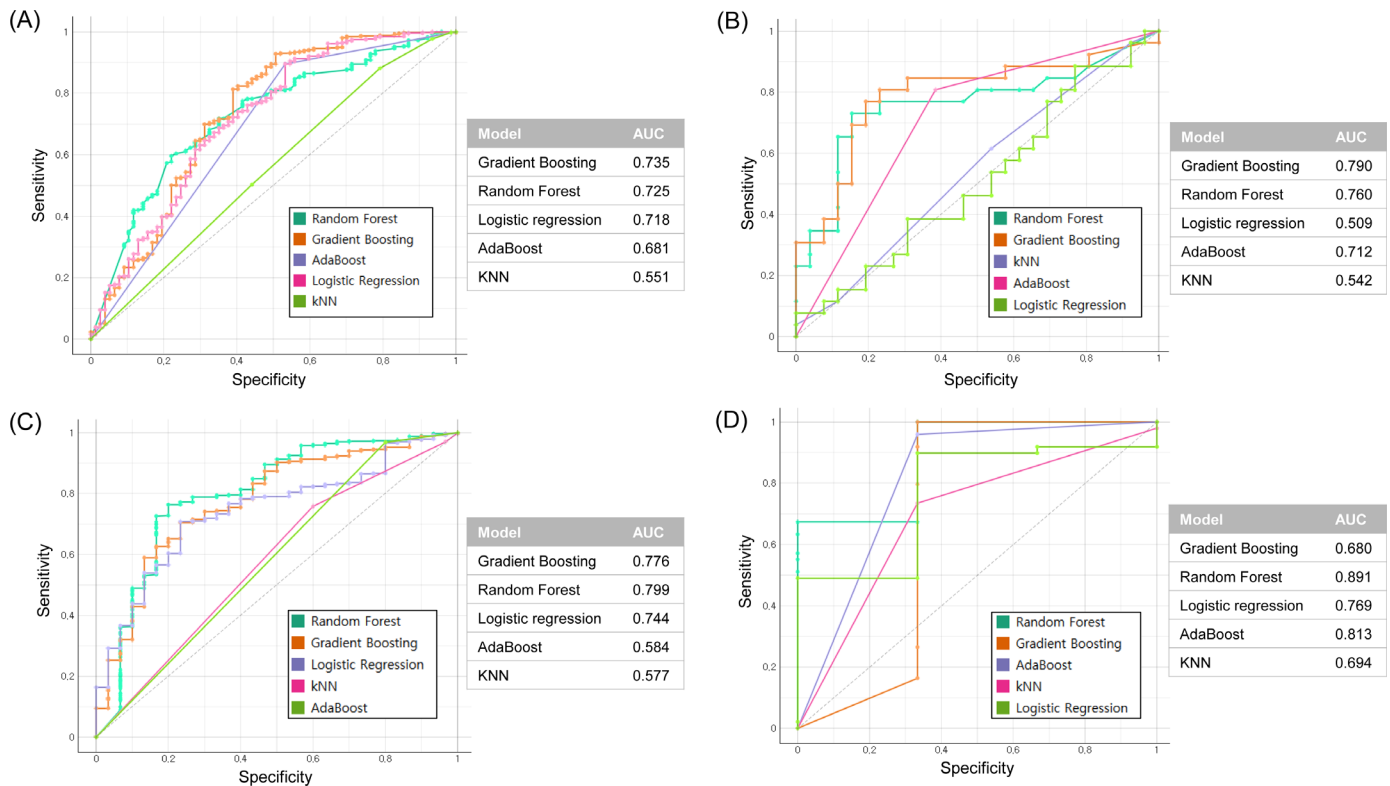 (A)
1
0,8
0,6
0,4
0,2
0
Sensitivity
0 0,2 0,4 0,6 0,8 1
Specificity
Random Forest
Gradient Boosting
AdaBoost
Logistic Regression
kNN
Model AUC
Gradient Boosting 0.735
Random Forest 0.725
Logistic regression 0.718
AdaBoost 0.681
KNN 0.551
(B)
1
0,8
0,6
0,4
0,2
0
Sensitivity
0 0,2 0,4 0,6 0,8 1
Specificity
Random Forest
Gradient Boosting
kNN
AdaBoost
Logistic Regression
Model AUC
Gradient Boosting 0.790
Random Forest 0.760
Logistic regression 0.509
AdaBoost 0.712
KNN 0.542
(C)
1
0,8
0,6
0,4
0,2
0
Sensitivity
0 0,2 0,4 0,6 0,8 1
Specificity
Random Forest
Gradient Boosting
Logistic Regression
kNN
AdaBoost
Model AUC
Gradient Boosting 0.776
Random Forest 0.799
Logistic regression 0.744
AdaBoost 0.584
KNN 0.577
(D)
1
0,8
0,6
0,4
0,2
0
Sensitivity
0 0,2 0,4 0,6 0,8 1
Specificity
Random Forest
Gradient Boosting
AdaBoost
kNN
Logistic Regression
Model AUC
Gradient Boosting 0.680
Random Forest 0.891
Logistic regression 0.769
AdaBoost 0.813
KNN 0.694